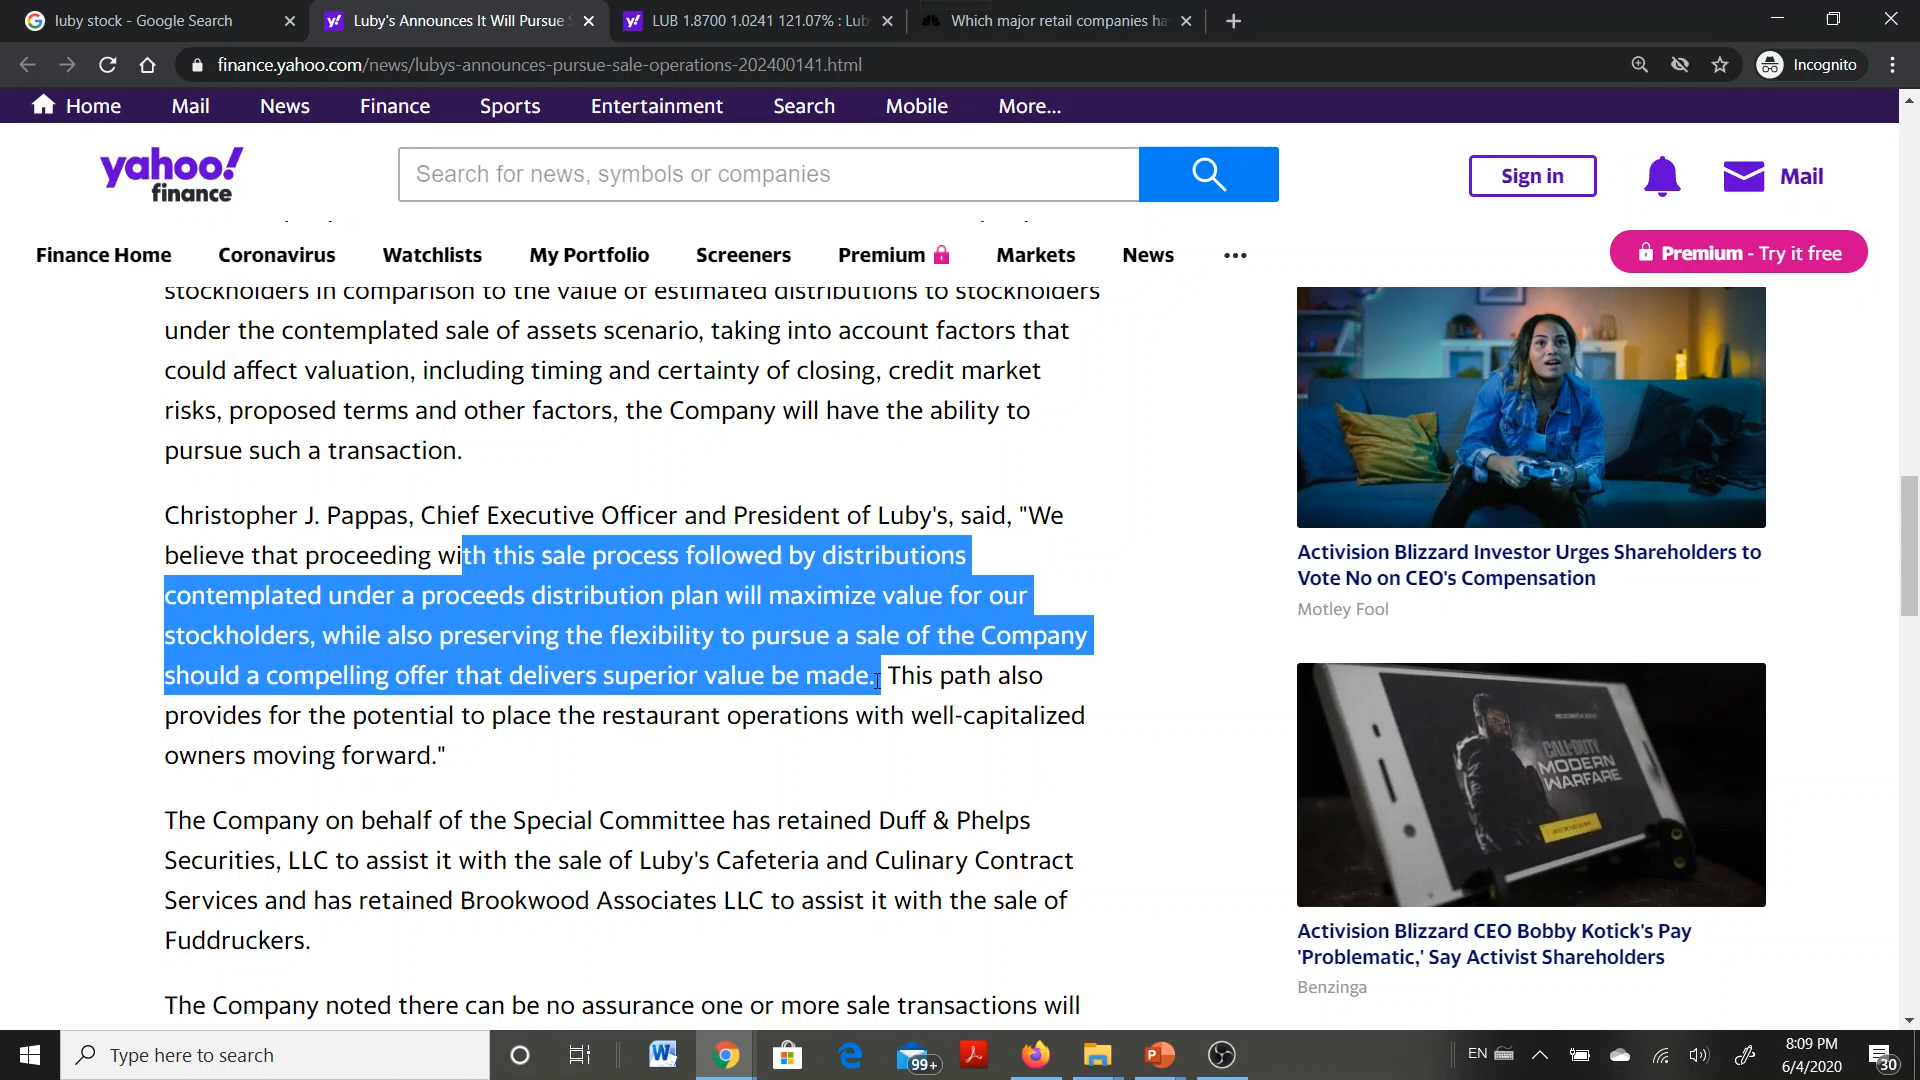 luby stock - Google Search
Luby's Announces It Will Pursue
LUB 1.8700 1.0241 121.07% : Lub
Which major retail companies ha
finance.yahoo.com/news/lubys-announces-pursue-sale-operations-202400141.html
Incognito
Home Mail News Finance Sports Entertainment Search Mobile More...
yahoo!
finance
Search for news, symbols or companies
Sign in
Mail
Finance Home Coronavirus Watchlists My Portfolio Screeners Premium Markets News
Premium - Try it free
stockholders in comparison to the value of estimated distributions to stockholders
under the contemplated sale of assets scenario, taking into account factors that
could affect valuation, including timing and certainty of closing, credit market
risks, proposed terms and other factors, the Company will have the ability to
pursue such a transaction.
Christopher J. Pappas, Chief Executive Officer and President of Luby's, said, "We
believe that proceeding with this sale process followed by distributions
contemplated under a proceeds distribution plan will maximize value for our
stockholders, while also preserving the flexibility to pursue a sale of the Company
should a compelling offer that delivers superior value be made. This path also
provides for the potential to place the restaurant operations with well-capitalized
owners moving forward."
The Company on behalf of the Special Committee has retained Duff & Phelps
Securities, LLC to assist it with the sale of Luby's Cafeteria and Culinary Contract
Services and has retained Brookwood Associates LLC to assist it with the sale of
Fuddruckers.
The Company noted there can be no assurance one or more sale transactions will
Activision Blizzard Investor Urges Shareholders to
Vote No on CEO's Compensation
Motley Fool
CALL·DUTY
MODERN
WARFARE
Activision Blizzard CEO Bobby Kotick's Pay
'Problematic,' Say Activist Shareholders
Benzinga
Type here to search
99+
EN
8:09 PM
6/4/2020
30